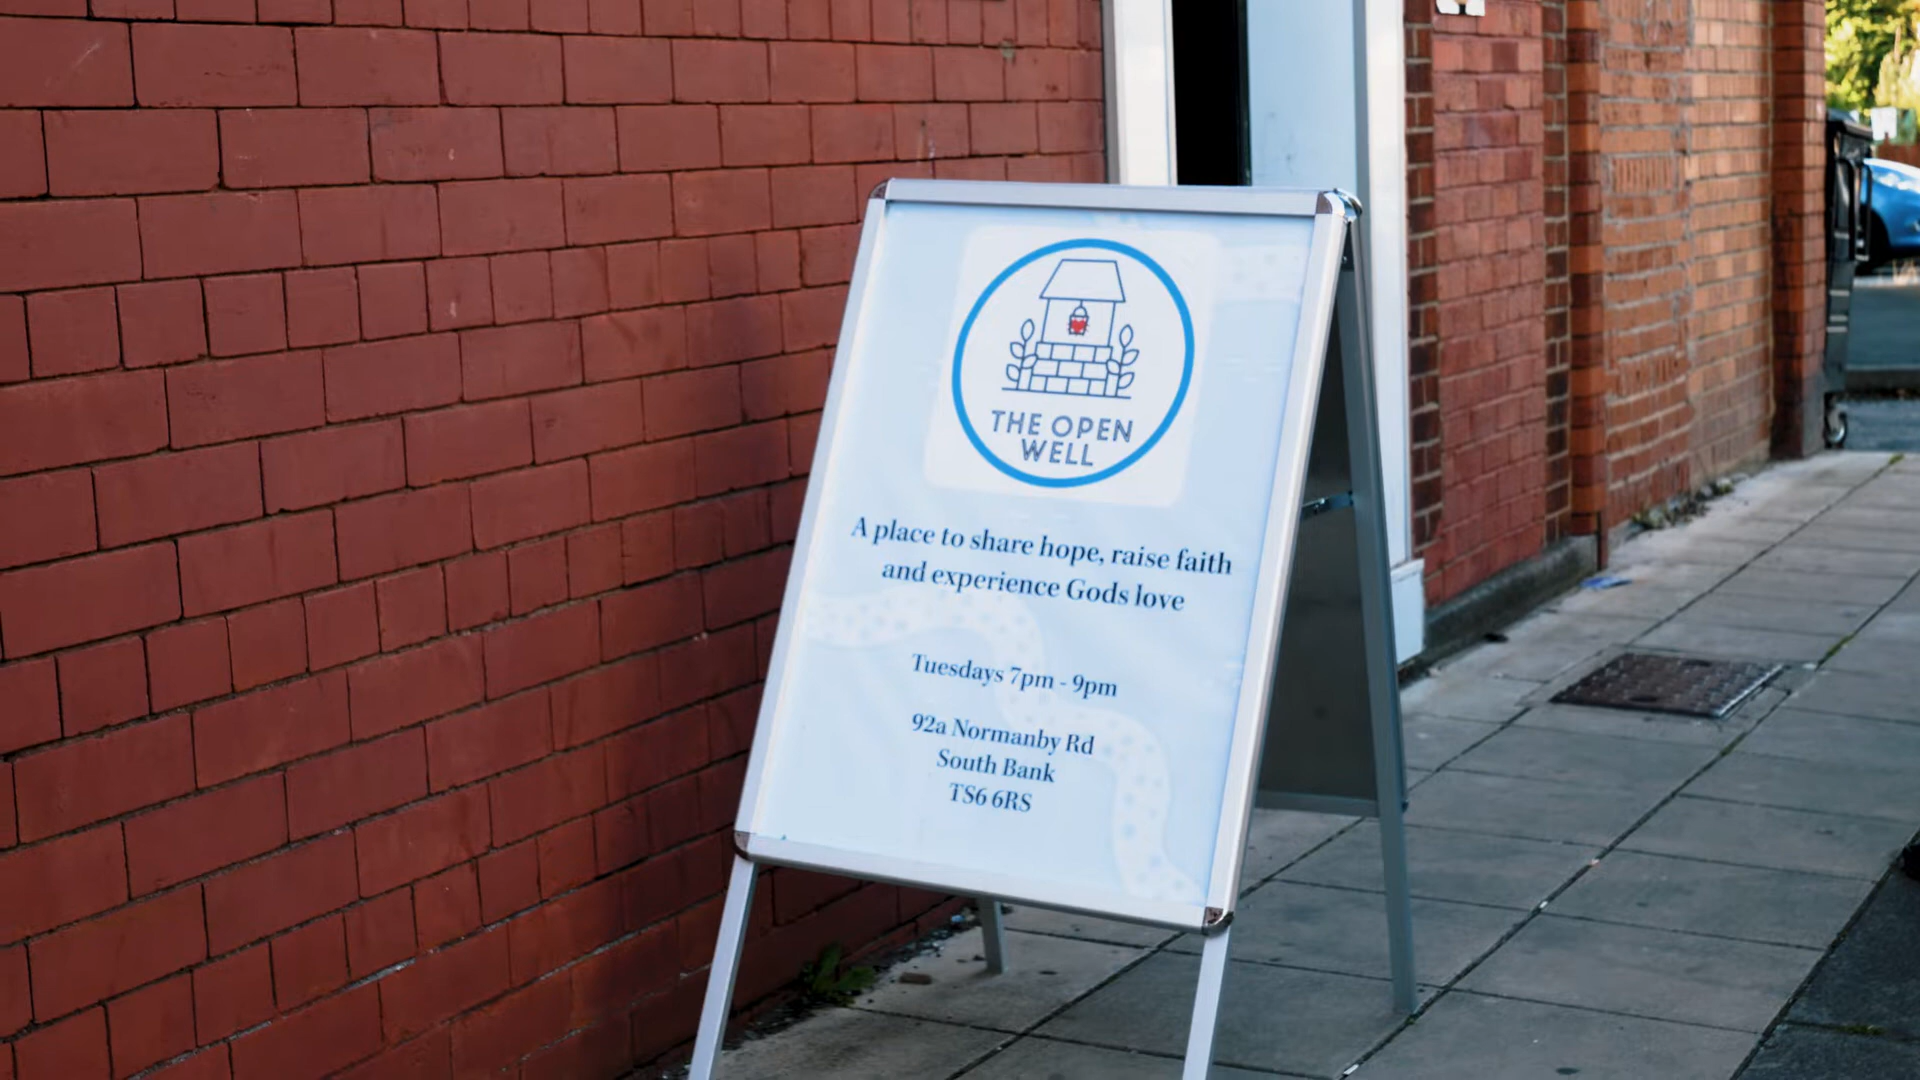 THE OPEN
WELL
A place to share hope, raise faith
and experience Gods love
Tuesdays 7pm - 9pm
92a Normanby Rd
South Bank
TS6 6RS